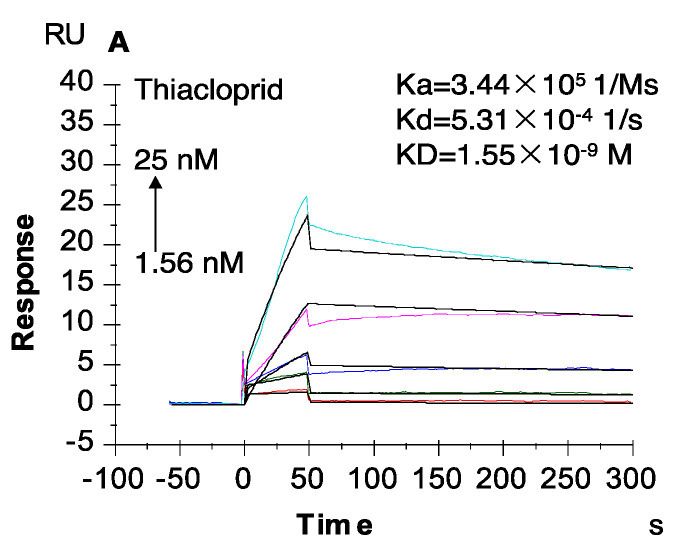 RU A
Thiacloprid
Ka=3.44×10⁵ 1/Ms
Kd=5.31×10⁻⁴ 1/s
KD=1.55×10⁻⁹ M
25 nM
1.56 nM
Response
40
35
30
25
20
15
10
5
0
-5
-100 -50 0 50 100 150 200 250 300
Time s